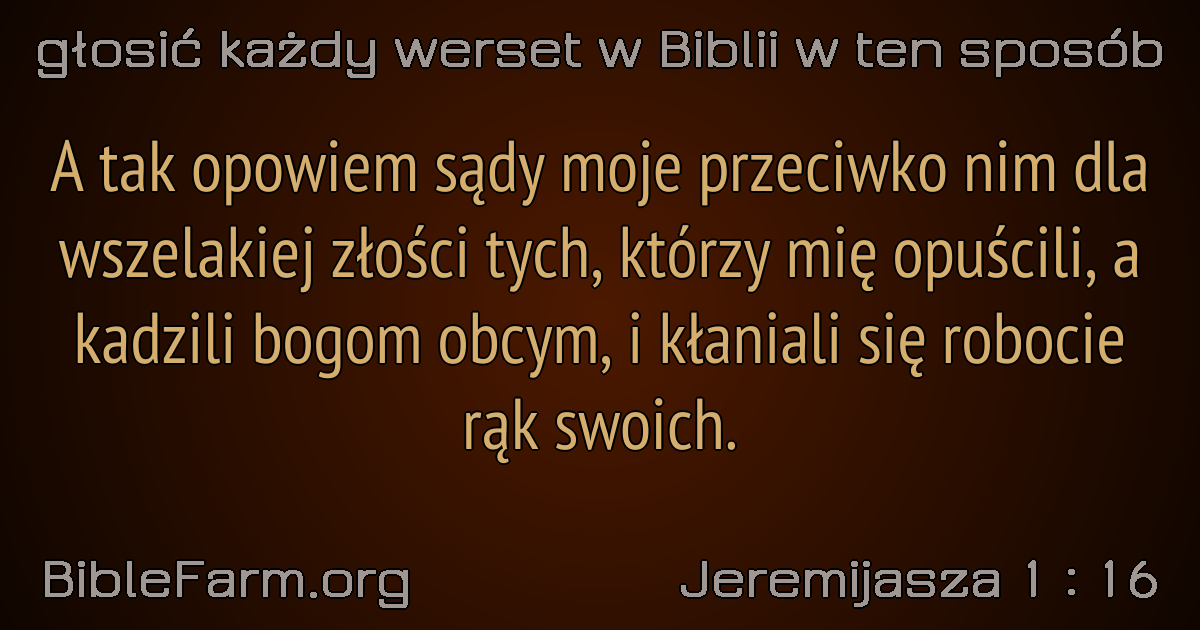 głosić każdy werset w Biblii w ten sposób
A tak opowiem sądy moje przeciwko nim dla
wszelakiej złości tych, którzy mię opuścili, a
kadzili bogom obcym, i kłaniali się robocie
rąk swoich.
BibleFarm.org
Jeremijasza 1 : 16